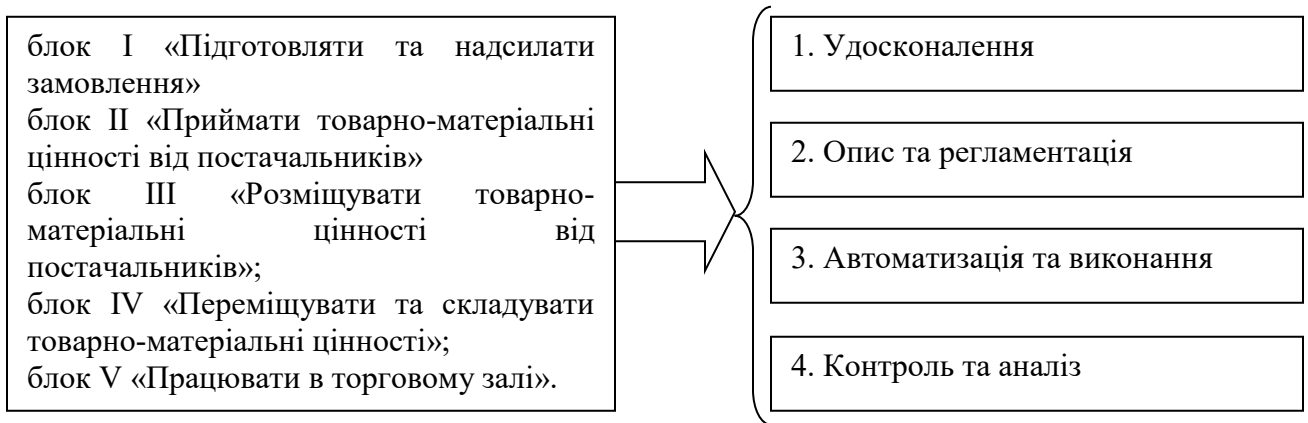 блок І «Підготовляти та надсилати
замовлення»
блок ІІ «Приймати товарно-матеріальні
цінності від постачальників»
блок ІІІ «Розміщувати товарно-
матеріальні цінності від
постачальників»;
блок IV «Переміщувати та складувати
товарно-матеріальні цінності»;
блок V «Працювати в торговому залі».
1. Удосконалення
2. Опис та регламентація
3. Автоматизація та виконання
4. Контроль та аналіз